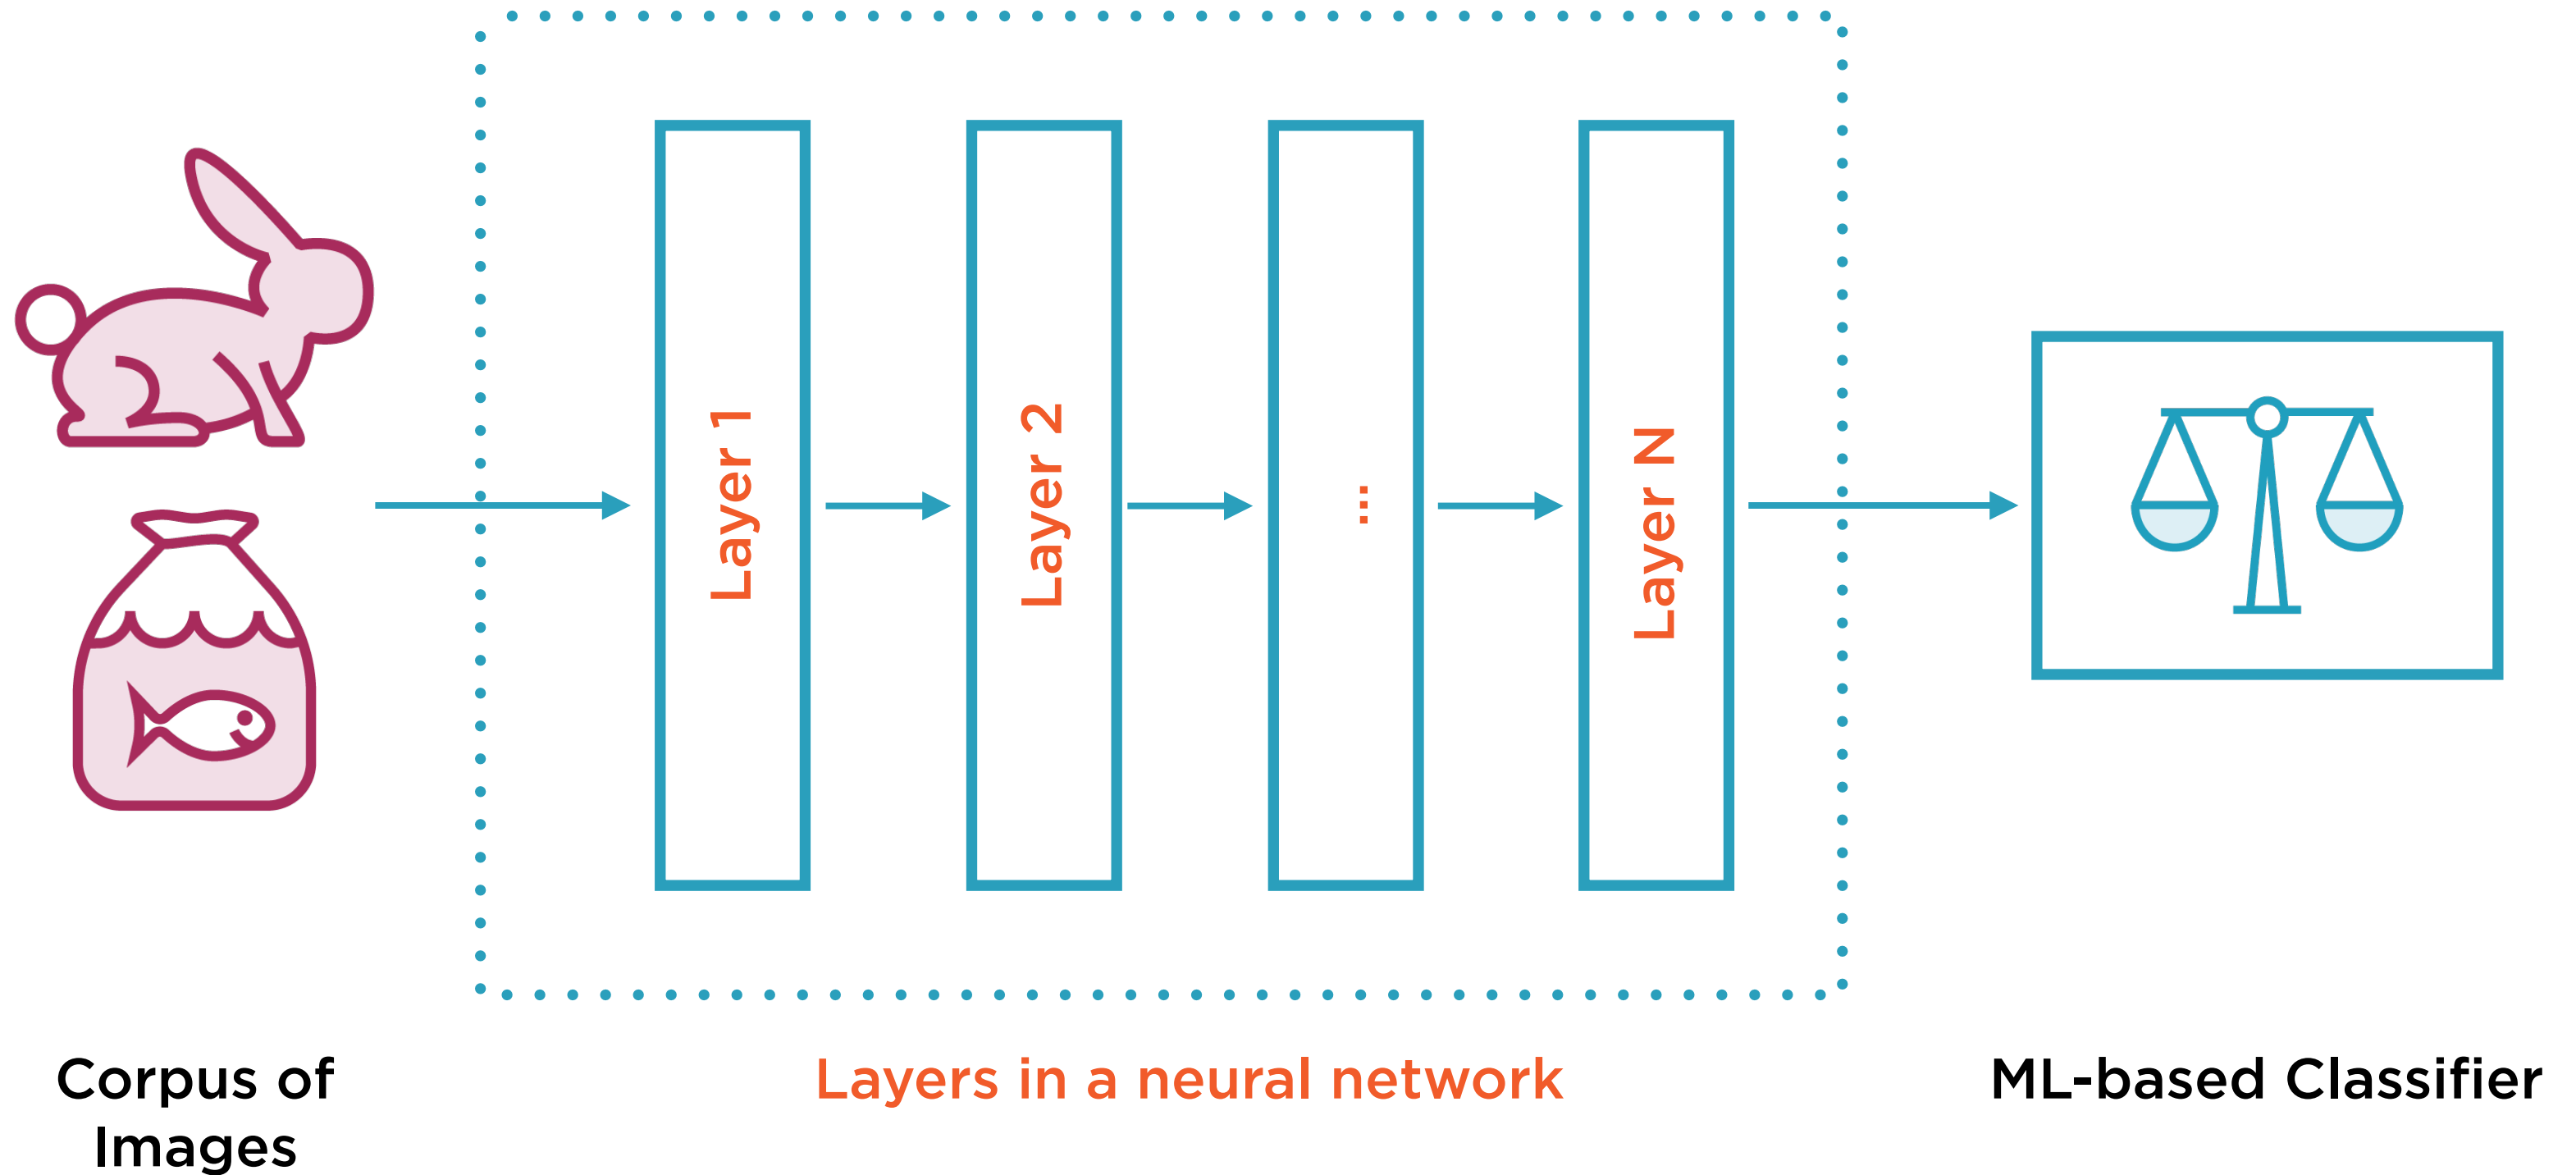 Layer 1
Layer 2
...
Layer N
Corpus of
Images
Layers in a neural network
ML-based Classifier